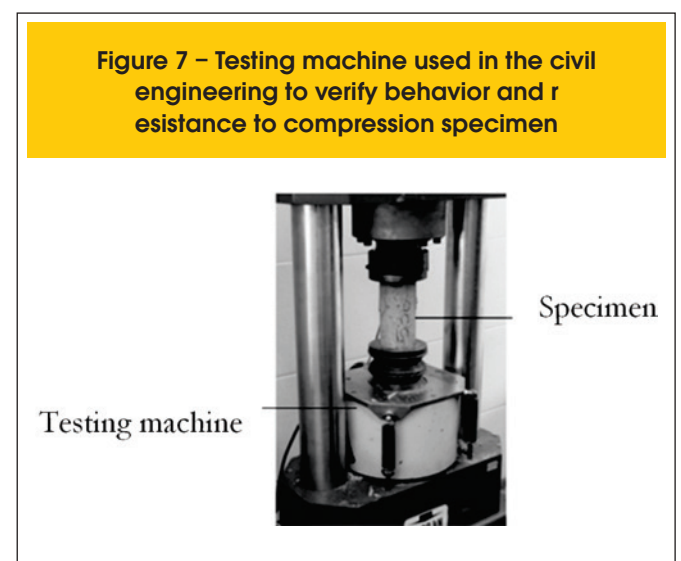 Figure 7 – Testing machine used in the civil
engineering to verify behavior and r
esistance to compression specimen
Specimen
Testing machine